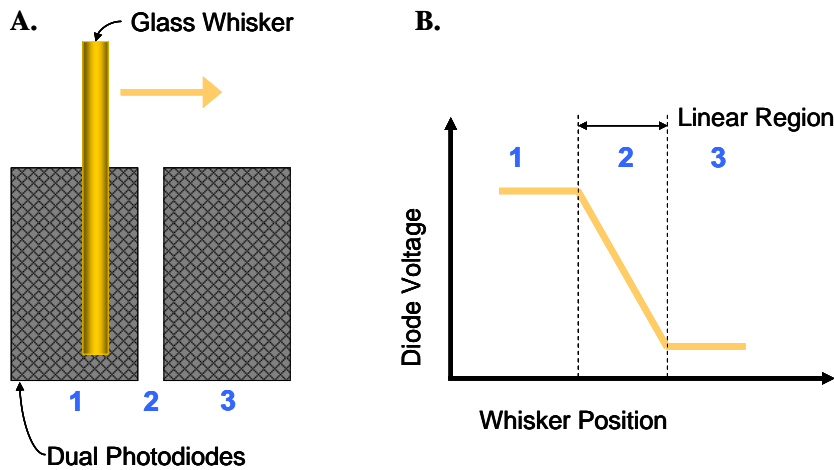 A.
Glass Whisker
1 2 3
Dual Photodiodes
B.
Linear Region
1 2 3
Diode Voltage
Whisker Position